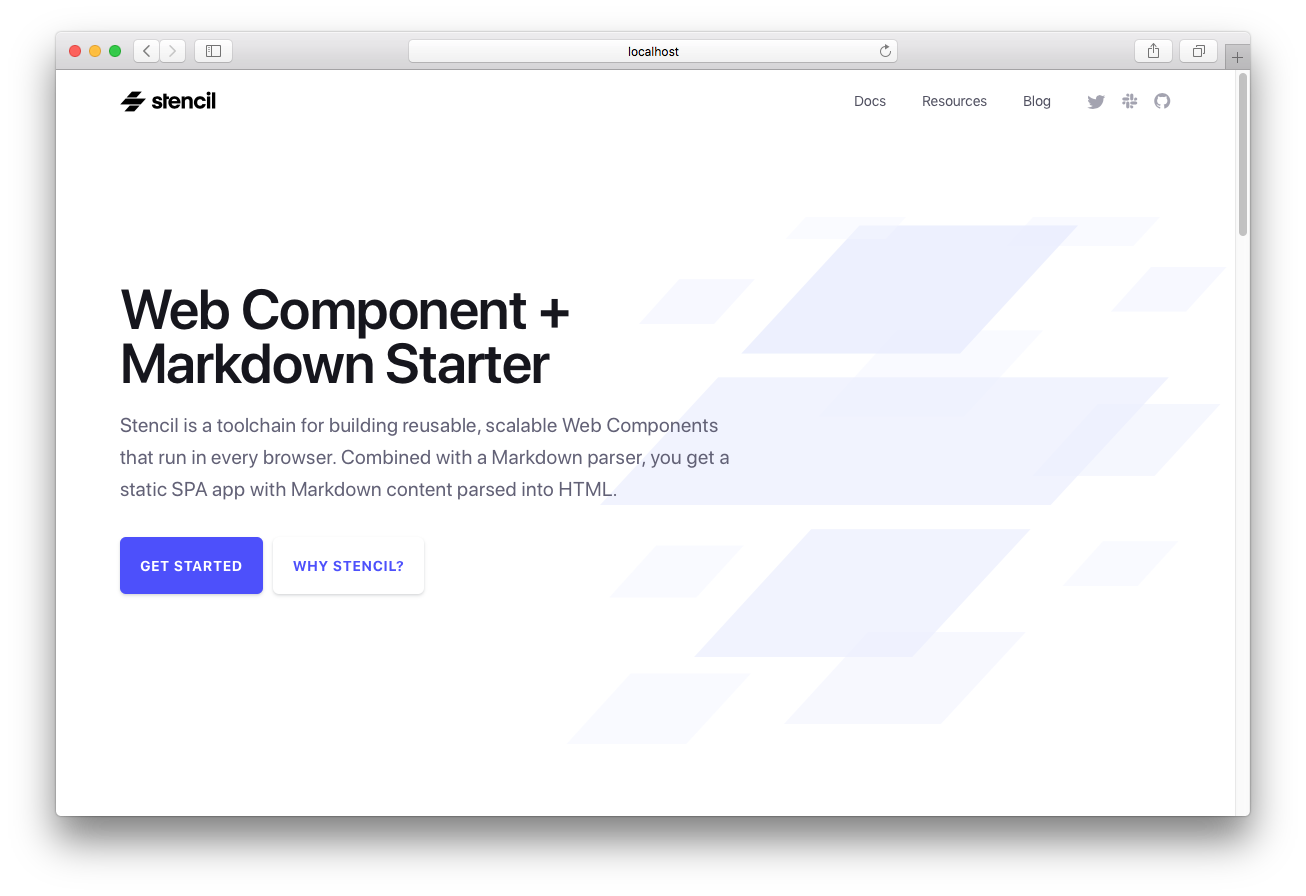 localhost
stencil
Docs
Resources
Blog
Web Component +
Markdown Starter
Stencil is a toolchain for building reusable, scalable Web Components
that run in every browser. Combined with a Markdown parser, you get a
static SPA app with Markdown content parsed into HTML.
GET STARTED
WHY STENCIL?